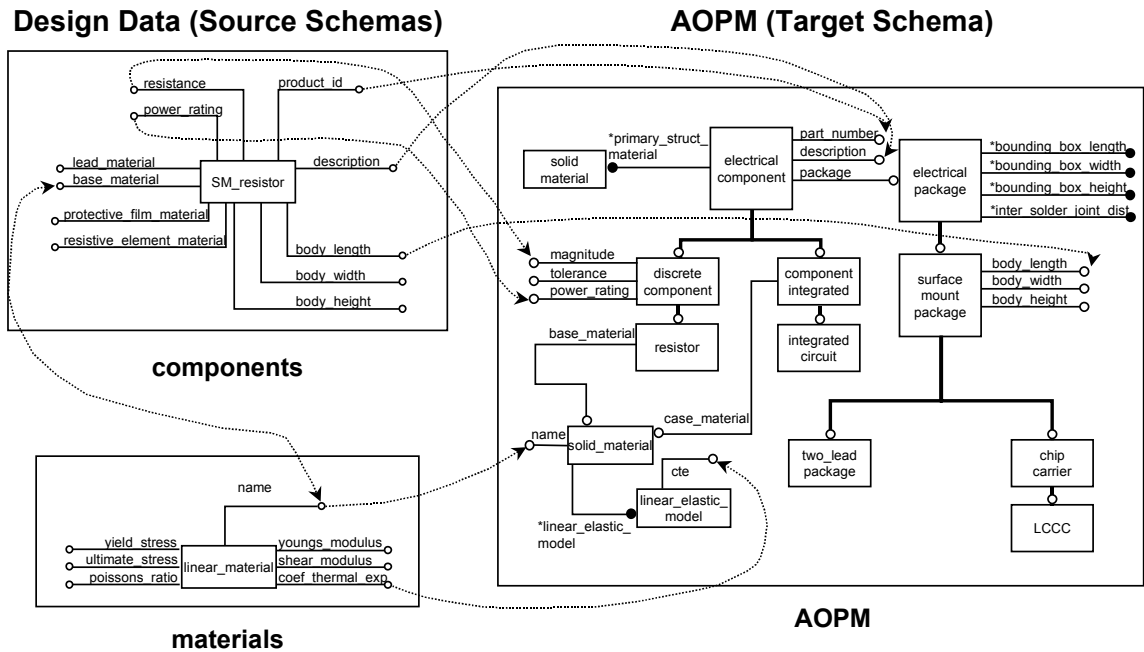 Design Data (Source Schemas)
AOPM (Target Schema)
resistance
product_id
power_rating
lead_material
base_material
SM_resistor
description
protective_film_material
resistive_element_material
body_length
body_width
body_height
components
name
yield_stress
ultimate_stress
poissons_ratio
linear_material
youngs_modulus
shear_modulus
coef_thermal_exp
materials
*primary_struct_
material
solid
material
electrical
component
part_number
description
package
electrical
package
*bounding_box_length
*bounding_box_width
*bounding_box_height
*inter_solder_joint_dist
magnitude
tolerance
power_rating
discrete
component
component
integrated
surface
mount
package
body_length
body_width
body_height
base_material
resistor
integrated
circuit
name
solid_material
case_material
cte
linear_elastic_
model
*linear_elastic_
model
two_lead
package
chip
carrier
LCCC
AOPM